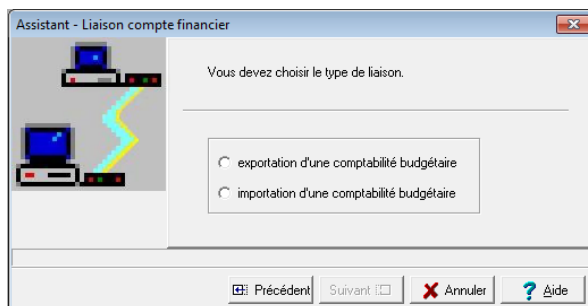 Assistant - Liaison compte financier
Vous devez choisir le type de liaison.
exportation d'une comptabilité budgétaire
importation d'une comptabilité budgétaire
Précédent Suivant Annuler Aide